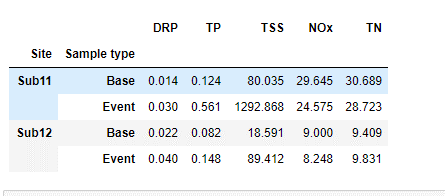 DRP TP TSS NOx TN
Site Sample type
Sub11 Base 0.014 0.124 80.035 29.645 30.689
Event 0.030 0.561 1292.868 24.575 28.723
Sub12 Base 0.022 0.082 18.591 9.000 9.409
Event 0.040 0.148 89.412 8.248 9.831